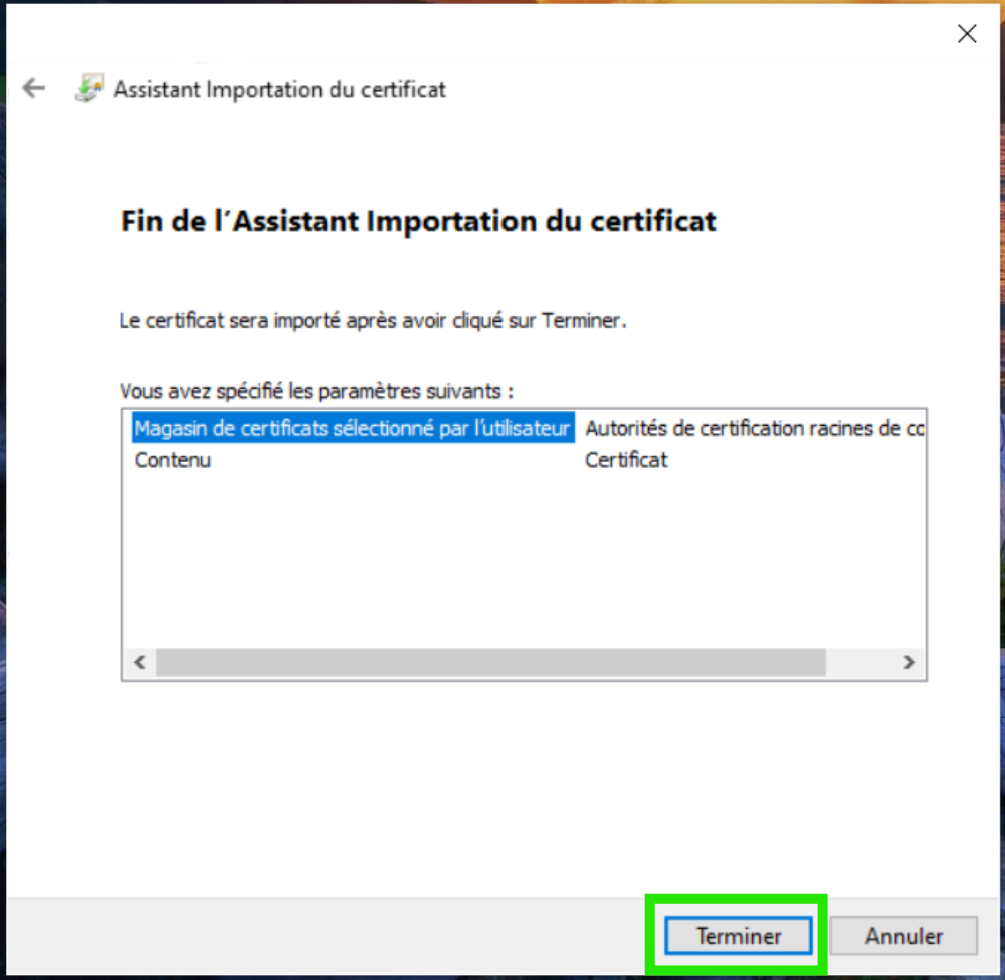 Assistant Importation du certificat
Fin de l'Assistant Importation du certificat
Le certificat sera importé après avoir cliqué sur Terminer.
Vous avez spécifié les paramètres suivants :
Magasin de certificats sélectionné par l'utilisateur Autorités de certification racines de co
Contenu Certificat
Terminer Annuler